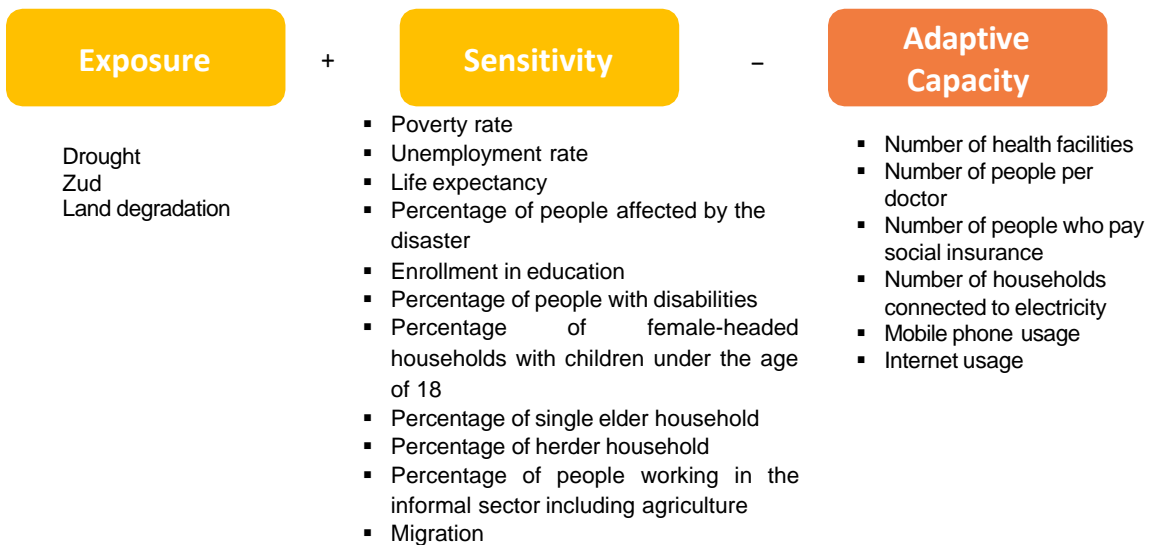 Exposure
+
Sensitivity
–
Adaptive
Capacity
Drought
Zud
Land degradation
▪ Poverty rate
▪ Unemployment rate
▪ Life expectancy
▪ Percentage of people affected by the
disaster
▪ Enrollment in education
▪ Percentage of people with disabilities
▪ Percentage of female-headed
households with children under the age
of 18
▪ Percentage of single elder household
▪ Percentage of herder household
▪ Percentage of people working in the
informal sector including agriculture
▪ Migration
▪ Number of health facilities
▪ Number of people per
doctor
▪ Number of people who pay
social insurance
▪ Number of households
connected to electricity
▪ Mobile phone usage
▪ Internet usage